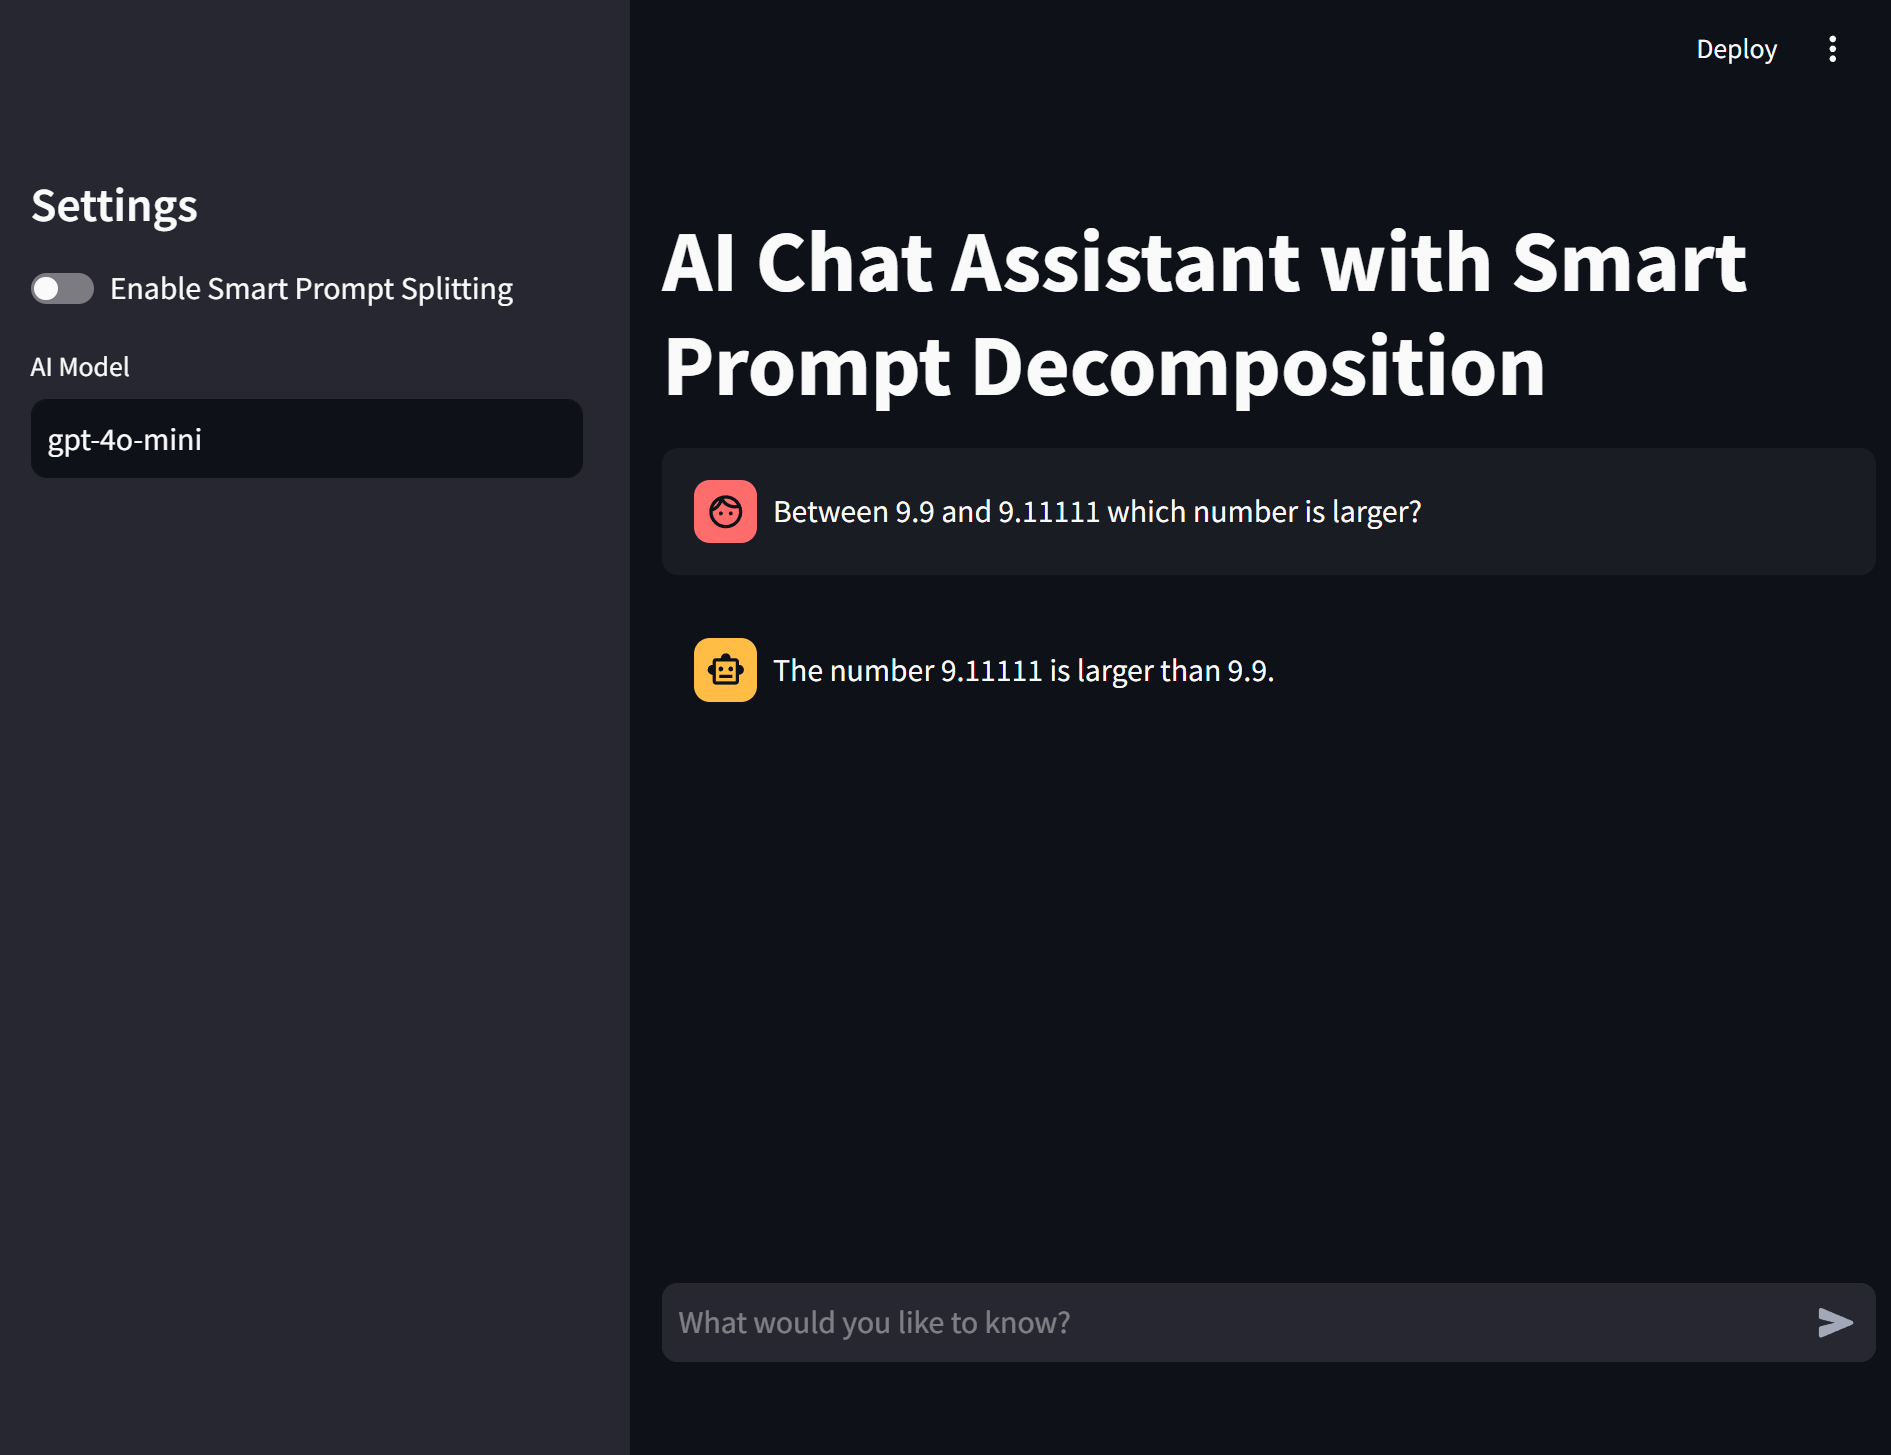 Deploy
Settings
Enable Smart Prompt Splitting
AI Model
gpt-4o-mini
AI Chat Assistant with Smart
Prompt Decomposition
Between 9.9 and 9.11111 which number is larger?
The number 9.11111 is larger than 9.9.
What would you like to know?